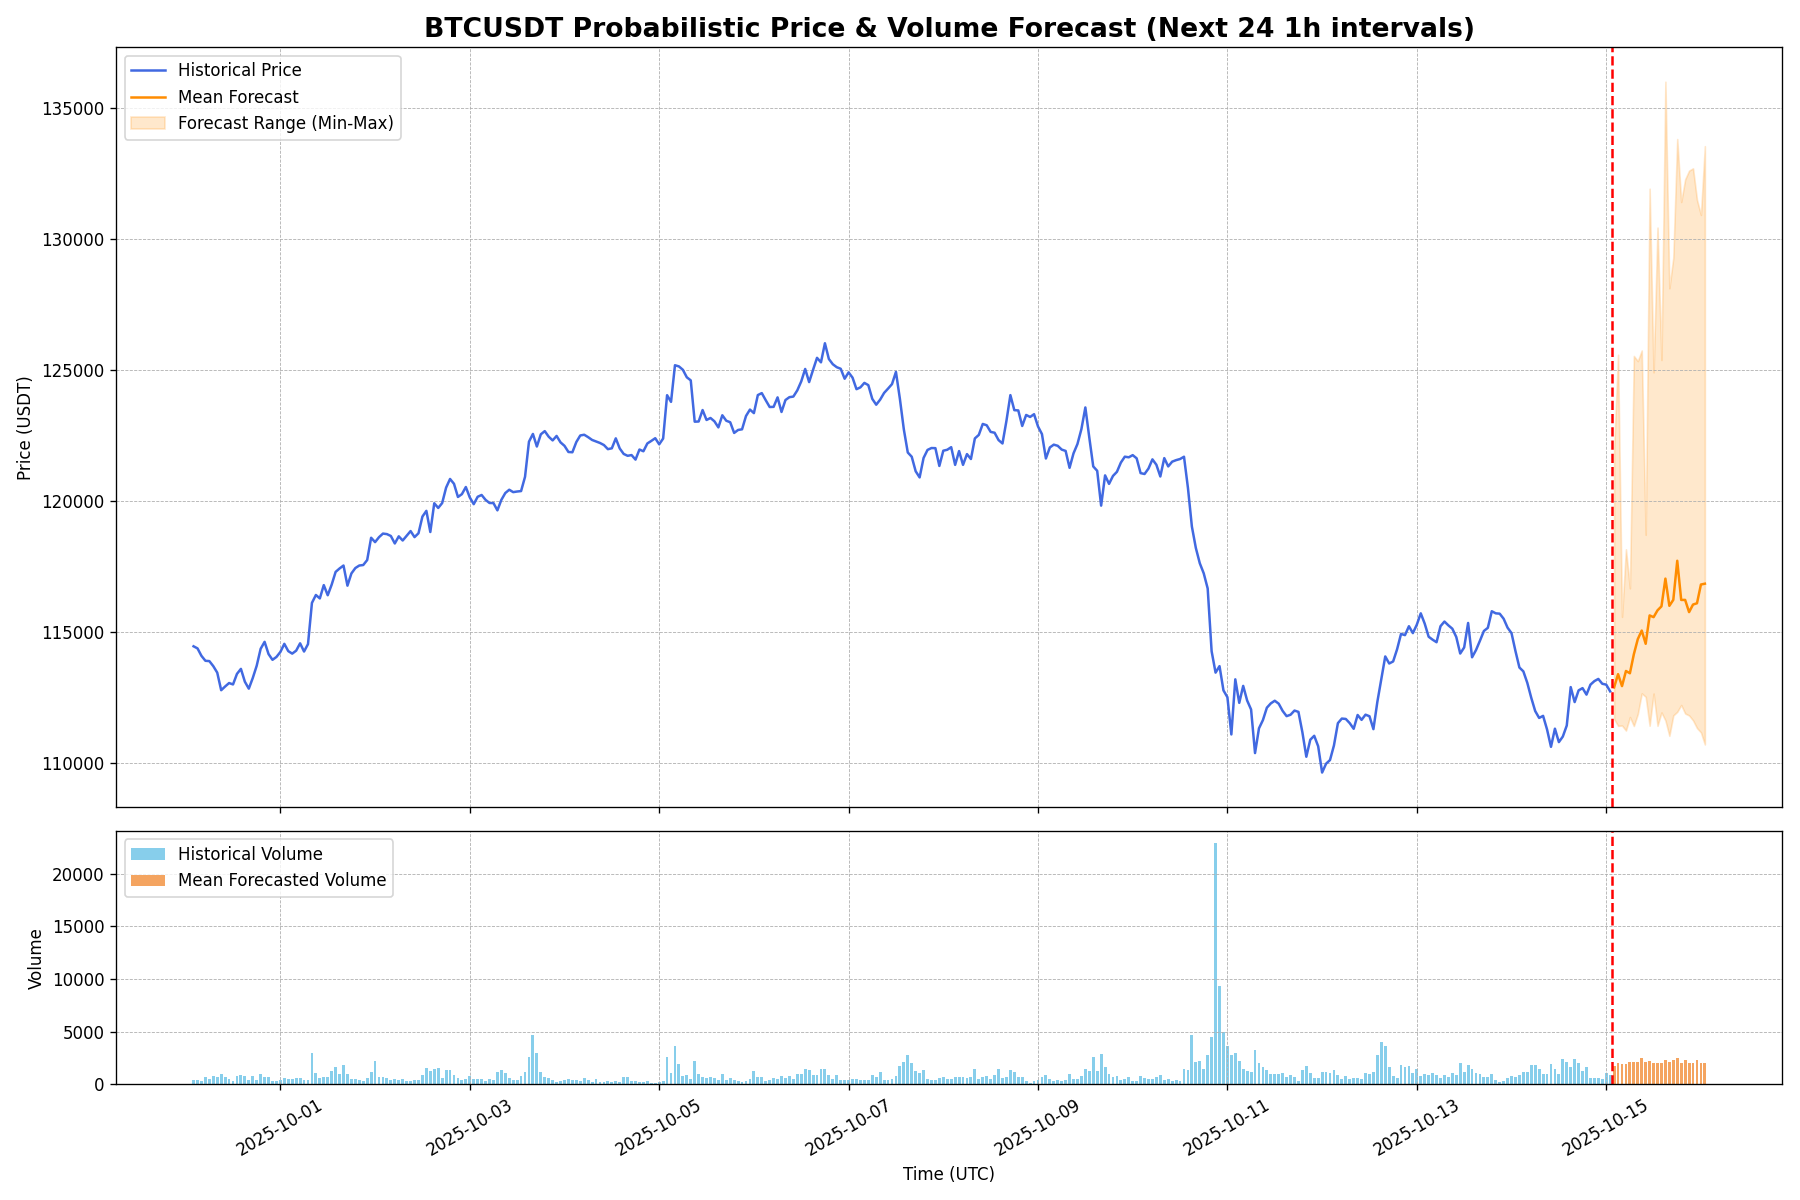 BTCUSDT Probabilistic Price & Volume Forecast (Next 24 1h intervals)
Historical Price
Mean Forecast
Forecast Range (Min-Max)
135000
130000
125000
120000
115000
110000
Price (USDT)
Historical Volume
Mean Forecasted Volume
20000
15000
10000
5000
0
Volume
2025-10-01
2025-10-03
2025-10-05
2025-10-07
2025-10-09
2025-10-11
2025-10-13
2025-10-15
Time (UTC)